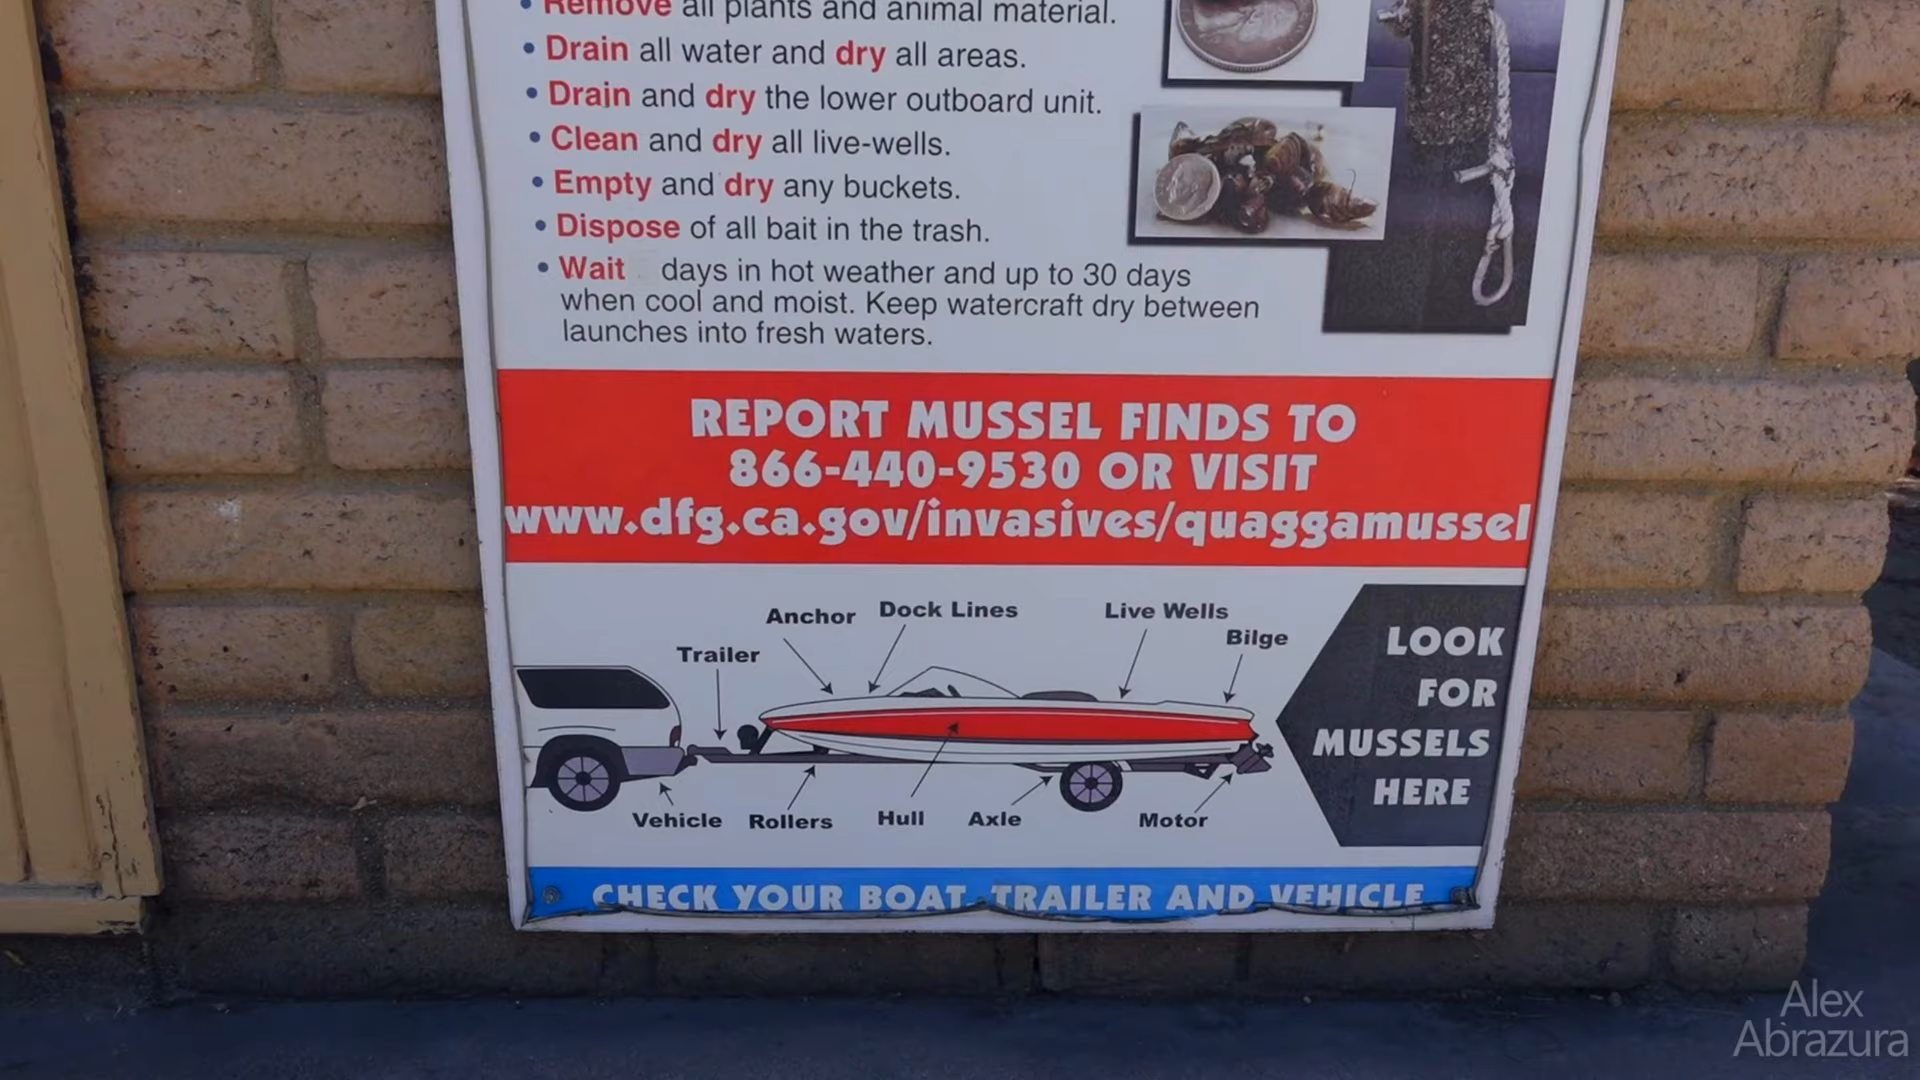 • Remove all plants and animal material.
• Drain all water and dry all areas.
• Drain and dry the lower outboard unit.
• Clean and dry all live-wells.
• Empty and dry any buckets.
• Dispose of all bait in the trash.
• Wait days in hot weather and up to 30 days
when cool and moist. Keep watercraft dry between
launches into fresh waters.
REPORT MUSSEL FINDS TO
866-440-9530 OR VISIT
www.dfg.ca.gov/invasives/quaggamussel
Anchor Dock Lines Live Wells
Bilge
Trailer
Vehicle Rollers Hull Axle Motor
LOOK
FOR
MUSSELS
HERE
CHECK YOUR BOAT, TRAILER AND VEHICLE
Alex
Abrazura